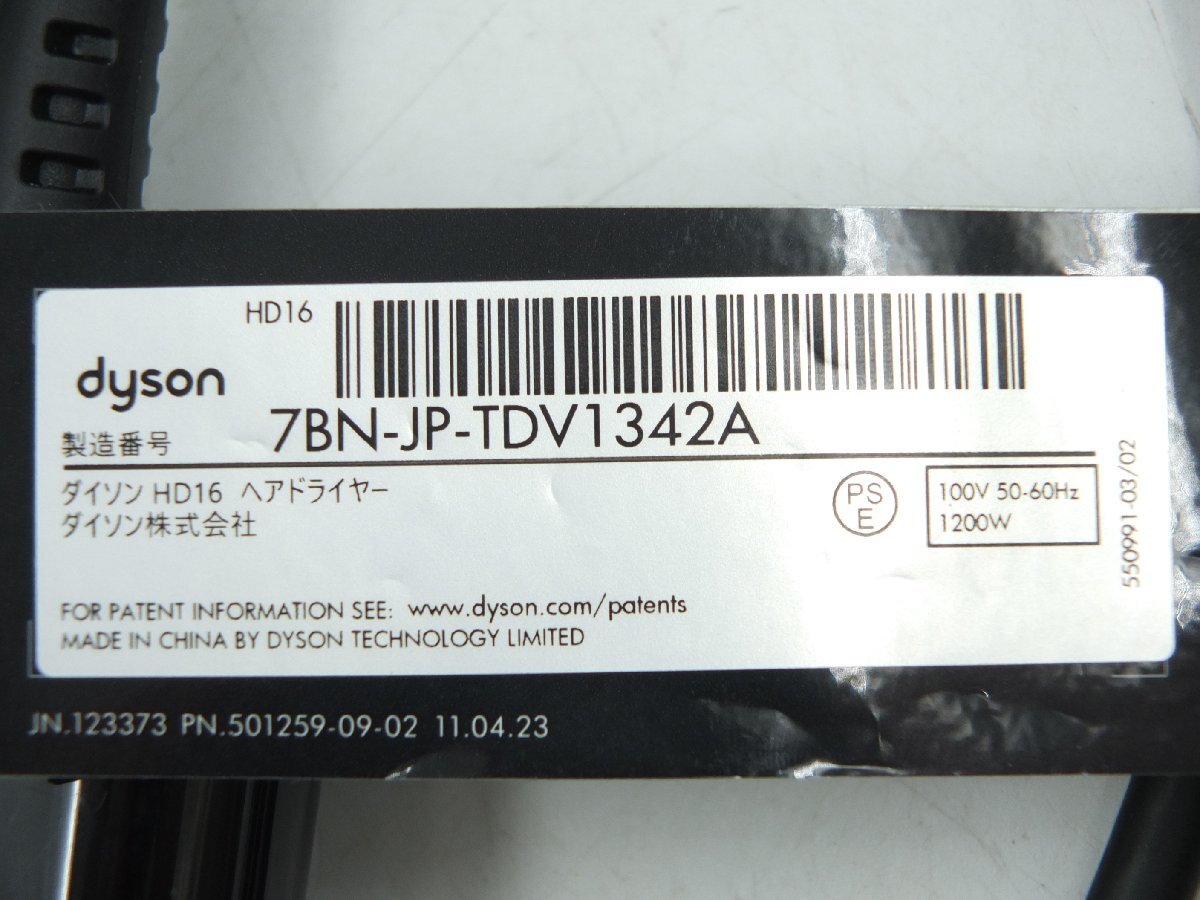 HD16
dyson
製造番号 7BN-JP-TDV1342A
ダイソン HD16 ヘアドライヤー
ダイソン株式会社
PS
E
100V 50-60Hz
1200W
550991-03/02
FOR PATENT INFORMATION SEE: www.dyson.com/patents
MADE IN CHINA BY DYSON TECHNOLOGY LIMITED
JN.123373 PN.501259-09-02 11.04.23